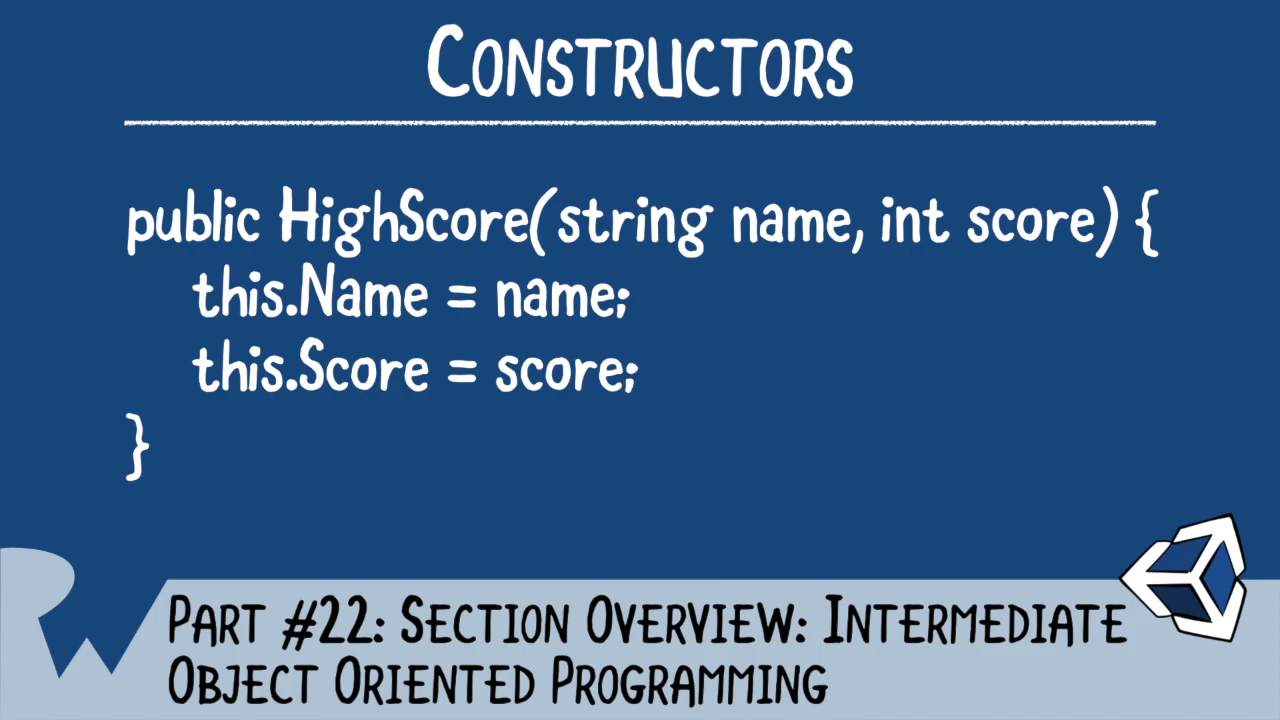 Constructors
public HighScore(string name, int score) {
this.Name = name;
this.Score = score;
}
Part #22: Section Overview: Intermediate
Object Oriented Programming